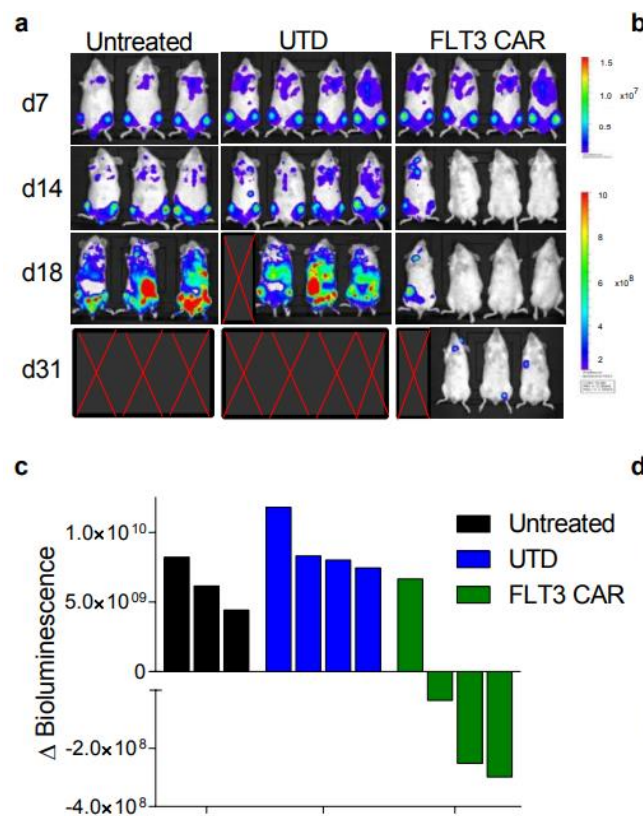 a
Untreated UTD FLT3 CAR b
d7
d14
d18
d31
1.5
1.0 x10⁷
0.5
10
8
6 x10⁸
4
2
c d
Δ Bioluminescence
1.0×10¹⁰
5.0×10⁰⁹
0
-2.0×10⁸
-4.0×10⁸
Untreated
UTD
FLT3 CAR